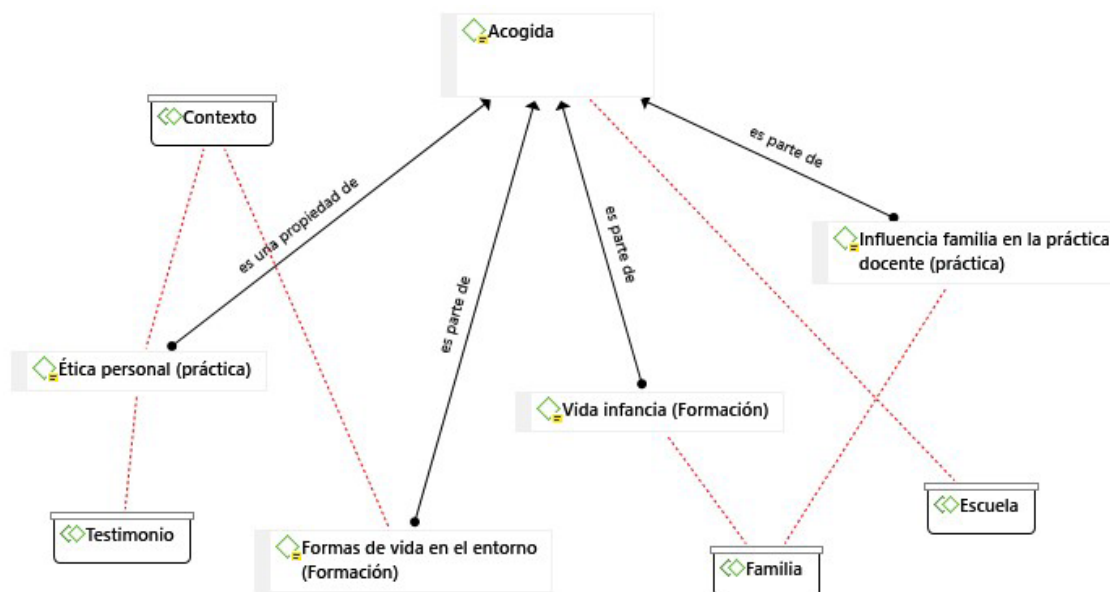 Acogida
Contexto
es parte de
es una propiedad de
es parte de
es parte de
Influencia familia en la práctica
docente (práctica)
Ética personal (práctica)
Vida infancia (Formación)
Escuela
Testimonio
Formas de vida en el entorno
(Formación)
Familia